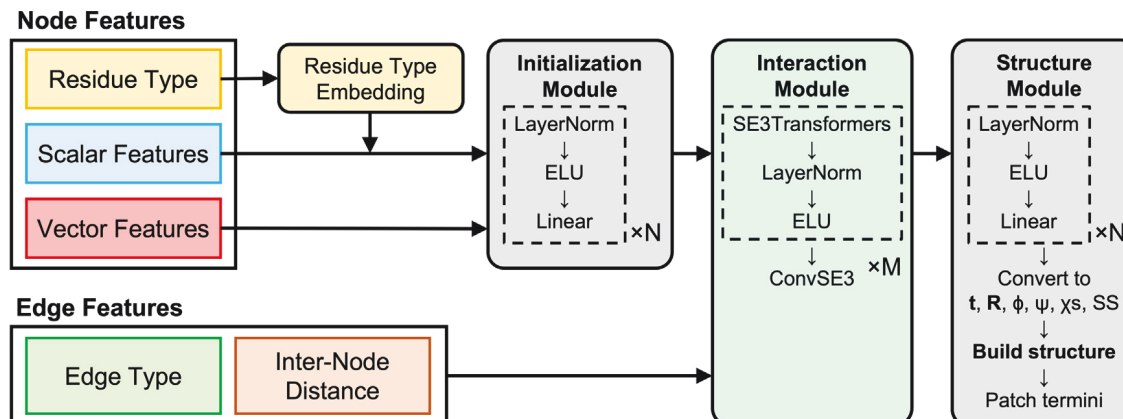 Node Features
Residue Type
Scalar Features
Vector Features
Residue Type
Embedding
Initialization
Module
LayerNorm
↓
ELU
↓
Linear
×N
Interaction
Module
SE3Transformers
↓
LayerNorm
↓
ELU
×M
↓
ConvSE3
Structure
Module
LayerNorm
↓
ELU
↓
Linear
×N
↓
Convert to
t, R, ϕ, ψ, χs, SS
↓
Build structure
↓
Patch termini
Edge Features
Edge Type
Inter-Node
Distance